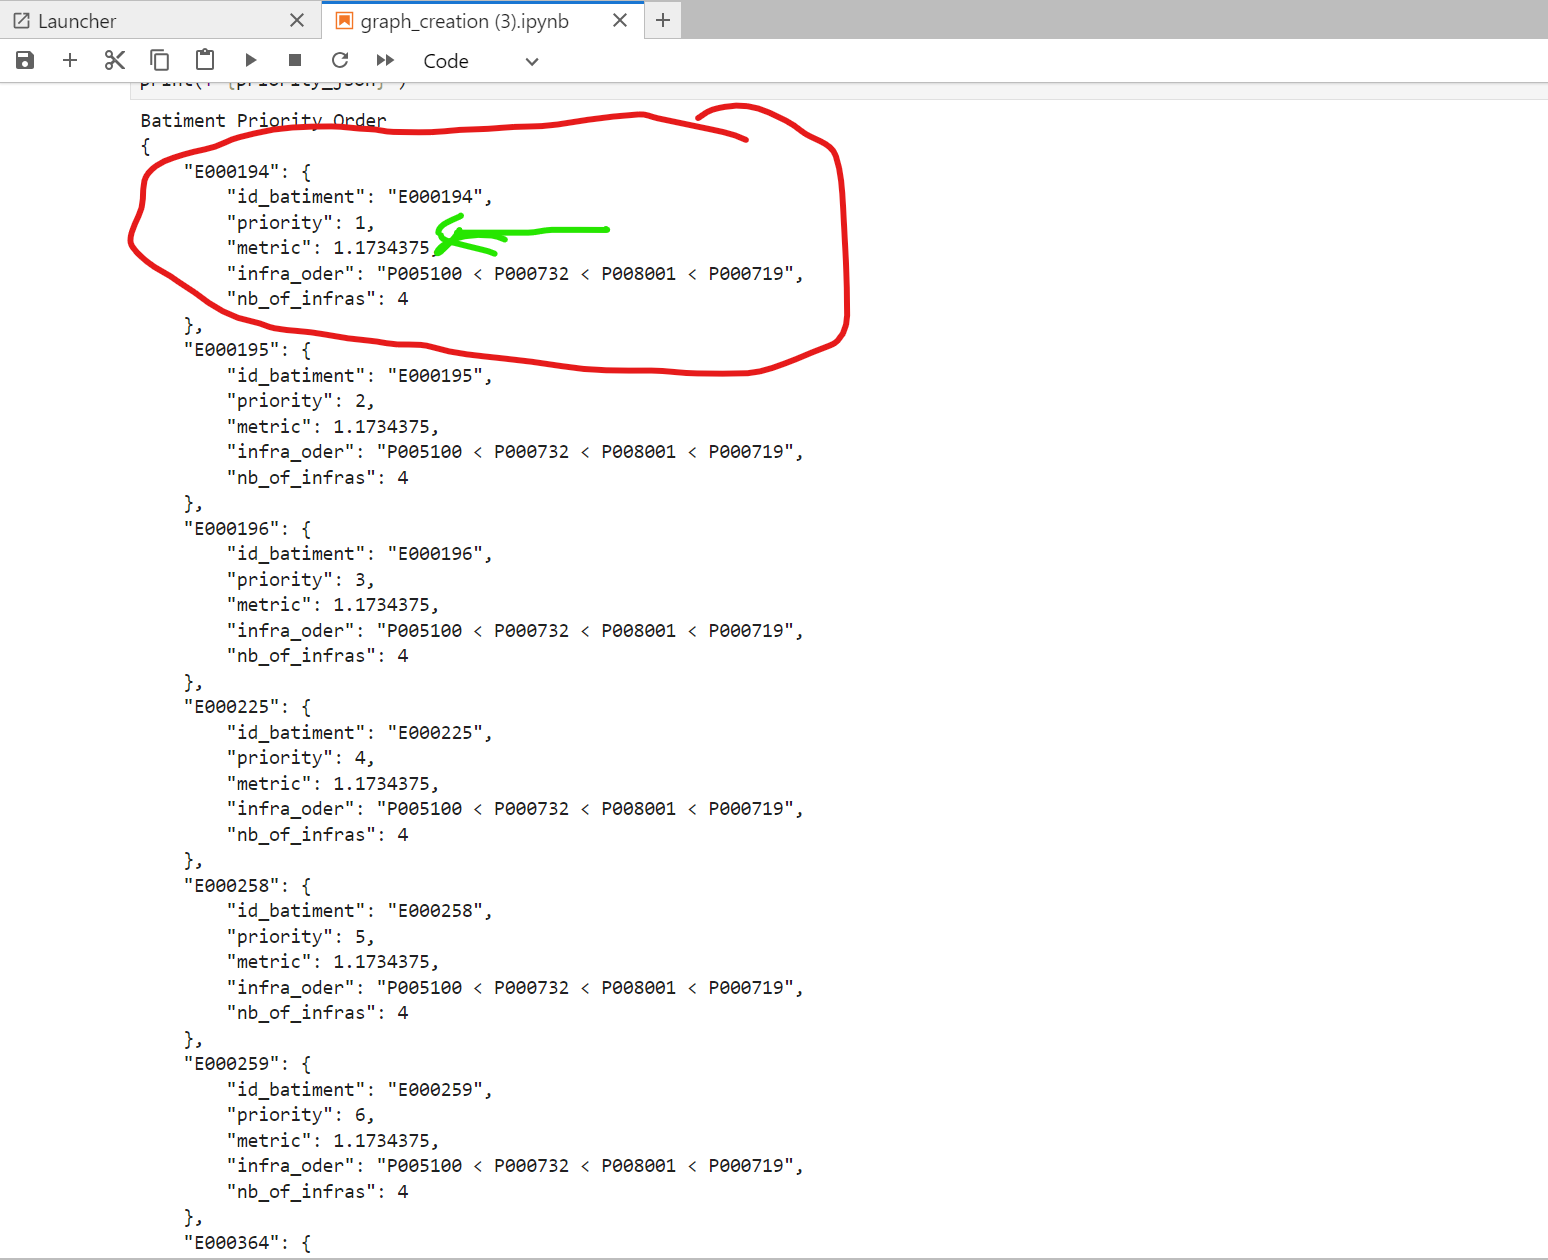 Launcher
graph_creation (3).ipynb
Code
print(f"{priority_json}")
Batiment Priority Order
{
"E000194": {
"id_batiment": "E000194",
"priority": 1,
"metric": 1.1734375,
"infra_oder": "P005100 < P000732 < P008001 < P000719",
"nb_of_infras": 4
},
"E000195": {
"id_batiment": "E000195",
"priority": 2,
"metric": 1.1734375,
"infra_oder": "P005100 < P000732 < P008001 < P000719",
"nb_of_infras": 4
},
"E000196": {
"id_batiment": "E000196",
"priority": 3,
"metric": 1.1734375,
"infra_oder": "P005100 < P000732 < P008001 < P000719",
"nb_of_infras": 4
},
"E000225": {
"id_batiment": "E000225",
"priority": 4,
"metric": 1.1734375,
"infra_oder": "P005100 < P000732 < P008001 < P000719",
"nb_of_infras": 4
},
"E000258": {
"id_batiment": "E000258",
"priority": 5,
"metric": 1.1734375,
"infra_oder": "P005100 < P000732 < P008001 < P000719",
"nb_of_infras": 4
},
"E000259": {
"id_batiment": "E000259",
"priority": 6,
"metric": 1.1734375,
"infra_oder": "P005100 < P000732 < P008001 < P000719",
"nb_of_infras": 4
},
"E000364": {